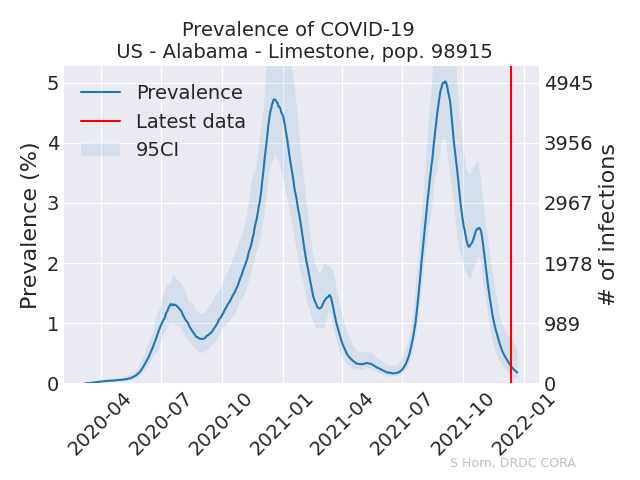 Prevalence of COVID-19
US - Alabama - Limestone, pop. 98915
Prevalence
Latest data
95CI
Prevalence (%)
5
4
3
2
1
0
4945
3956
2967
1978
989
0
# of infections
2020-04
2020-07
2020-10
2021-01
2021-04
2021-07
2021-10
2022-01
S Horn, DRDC CORA